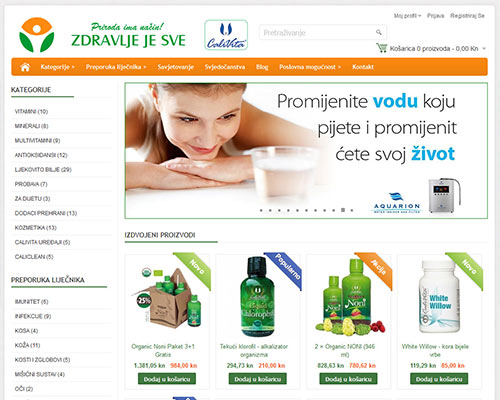 Moj profil Prijava Registriraj Se
Priroda ima način!
ZDRAVLJE JE SVE
CaliVita
Pretraživanje
Košarica 0 proizvoda - 0,00 Kn
Kategorije Preporuka liječnika Savjetovanje Svjedočanstva Blog Poslovna mogućnost Kontakt
KATEGORIJE
VITAMINI (10)
MINERALI (8)
MULTIVITAMINI (9)
ANTIOKSIDANSI (12)
LJEKOVITO BILJE (29)
PROBAVA (7)
ZA DIJETU (3)
DODACI PREHRANI (13)
KOZMETIKA (13)
CALIVITA UREĐAJI (5)
CALICLEAN (5)
PREPORUKA LIJEČNIKA
IMUNITET (6)
INFEKCIJE (9)
KOSA (4)
KOŽA (11)
KOSTI I ZGLOBOVI (5)
MIŠIĆNI SUSTAV (4)
OČI (2)
Promijenite vodu koju
pijete i promijenit
ćete svoj život
AQUARION
IZDVOJENI PROIZVODI
Novo
25%
Organic Noni Paket 3+1
Gratis
1.381,05 kn 984,00 kn
Dodaj u košaricu
Popularno
Tekući klorofil - alkalizator
organizma
294,73 kn 210,00 kn
Dodaj u košaricu
Akcija
Noni
2 × Organic NONI (946
ml)
828,63 kn 780,62 kn
Dodaj u košaricu
Novo
White
Willow
White Willow - kora bijele
vrbe
119,29 kn 85,00 kn
Dodaj u košaricu